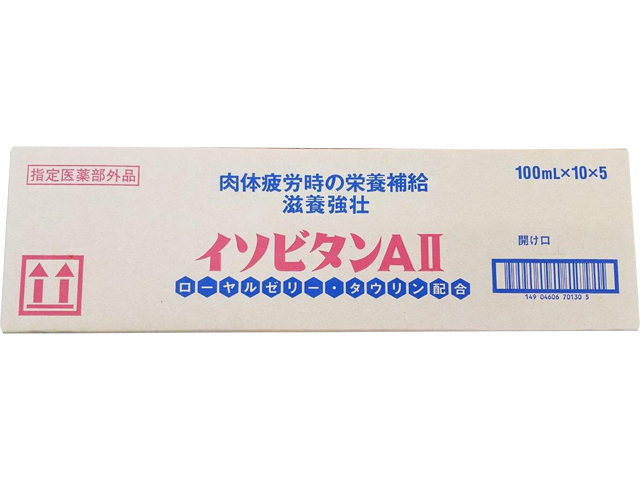 指定医薬部外品
肉体疲労時の栄養補給
滋養強壮
イソビタンAⅡ
ローヤルゼリー・タウリン配合
100mL×10×5
開け口
149 04606 70130 5